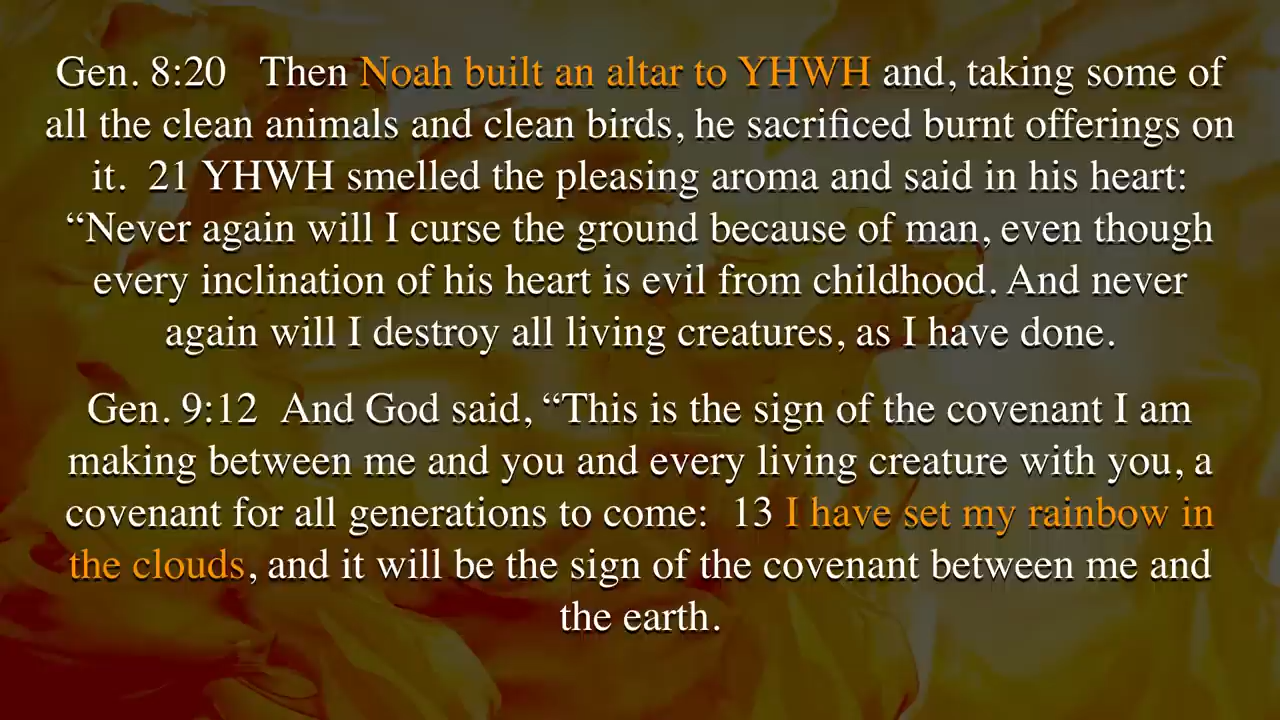 Gen. 8:20   Then Noah built an altar to YHWH and, taking some of
all the clean animals and clean birds, he sacrificed burnt offerings on
it.  21 YHWH smelled the pleasing aroma and said in his heart:
“Never again will I curse the ground because of man, even though
every inclination of his heart is evil from childhood. And never
again will I destroy all living creatures, as I have done.
Gen. 9:12  And God said, “This is the sign of the covenant I am
making between me and you and every living creature with you, a
covenant for all generations to come:  13 I have set my rainbow in
the clouds, and it will be the sign of the covenant between me and
the earth.